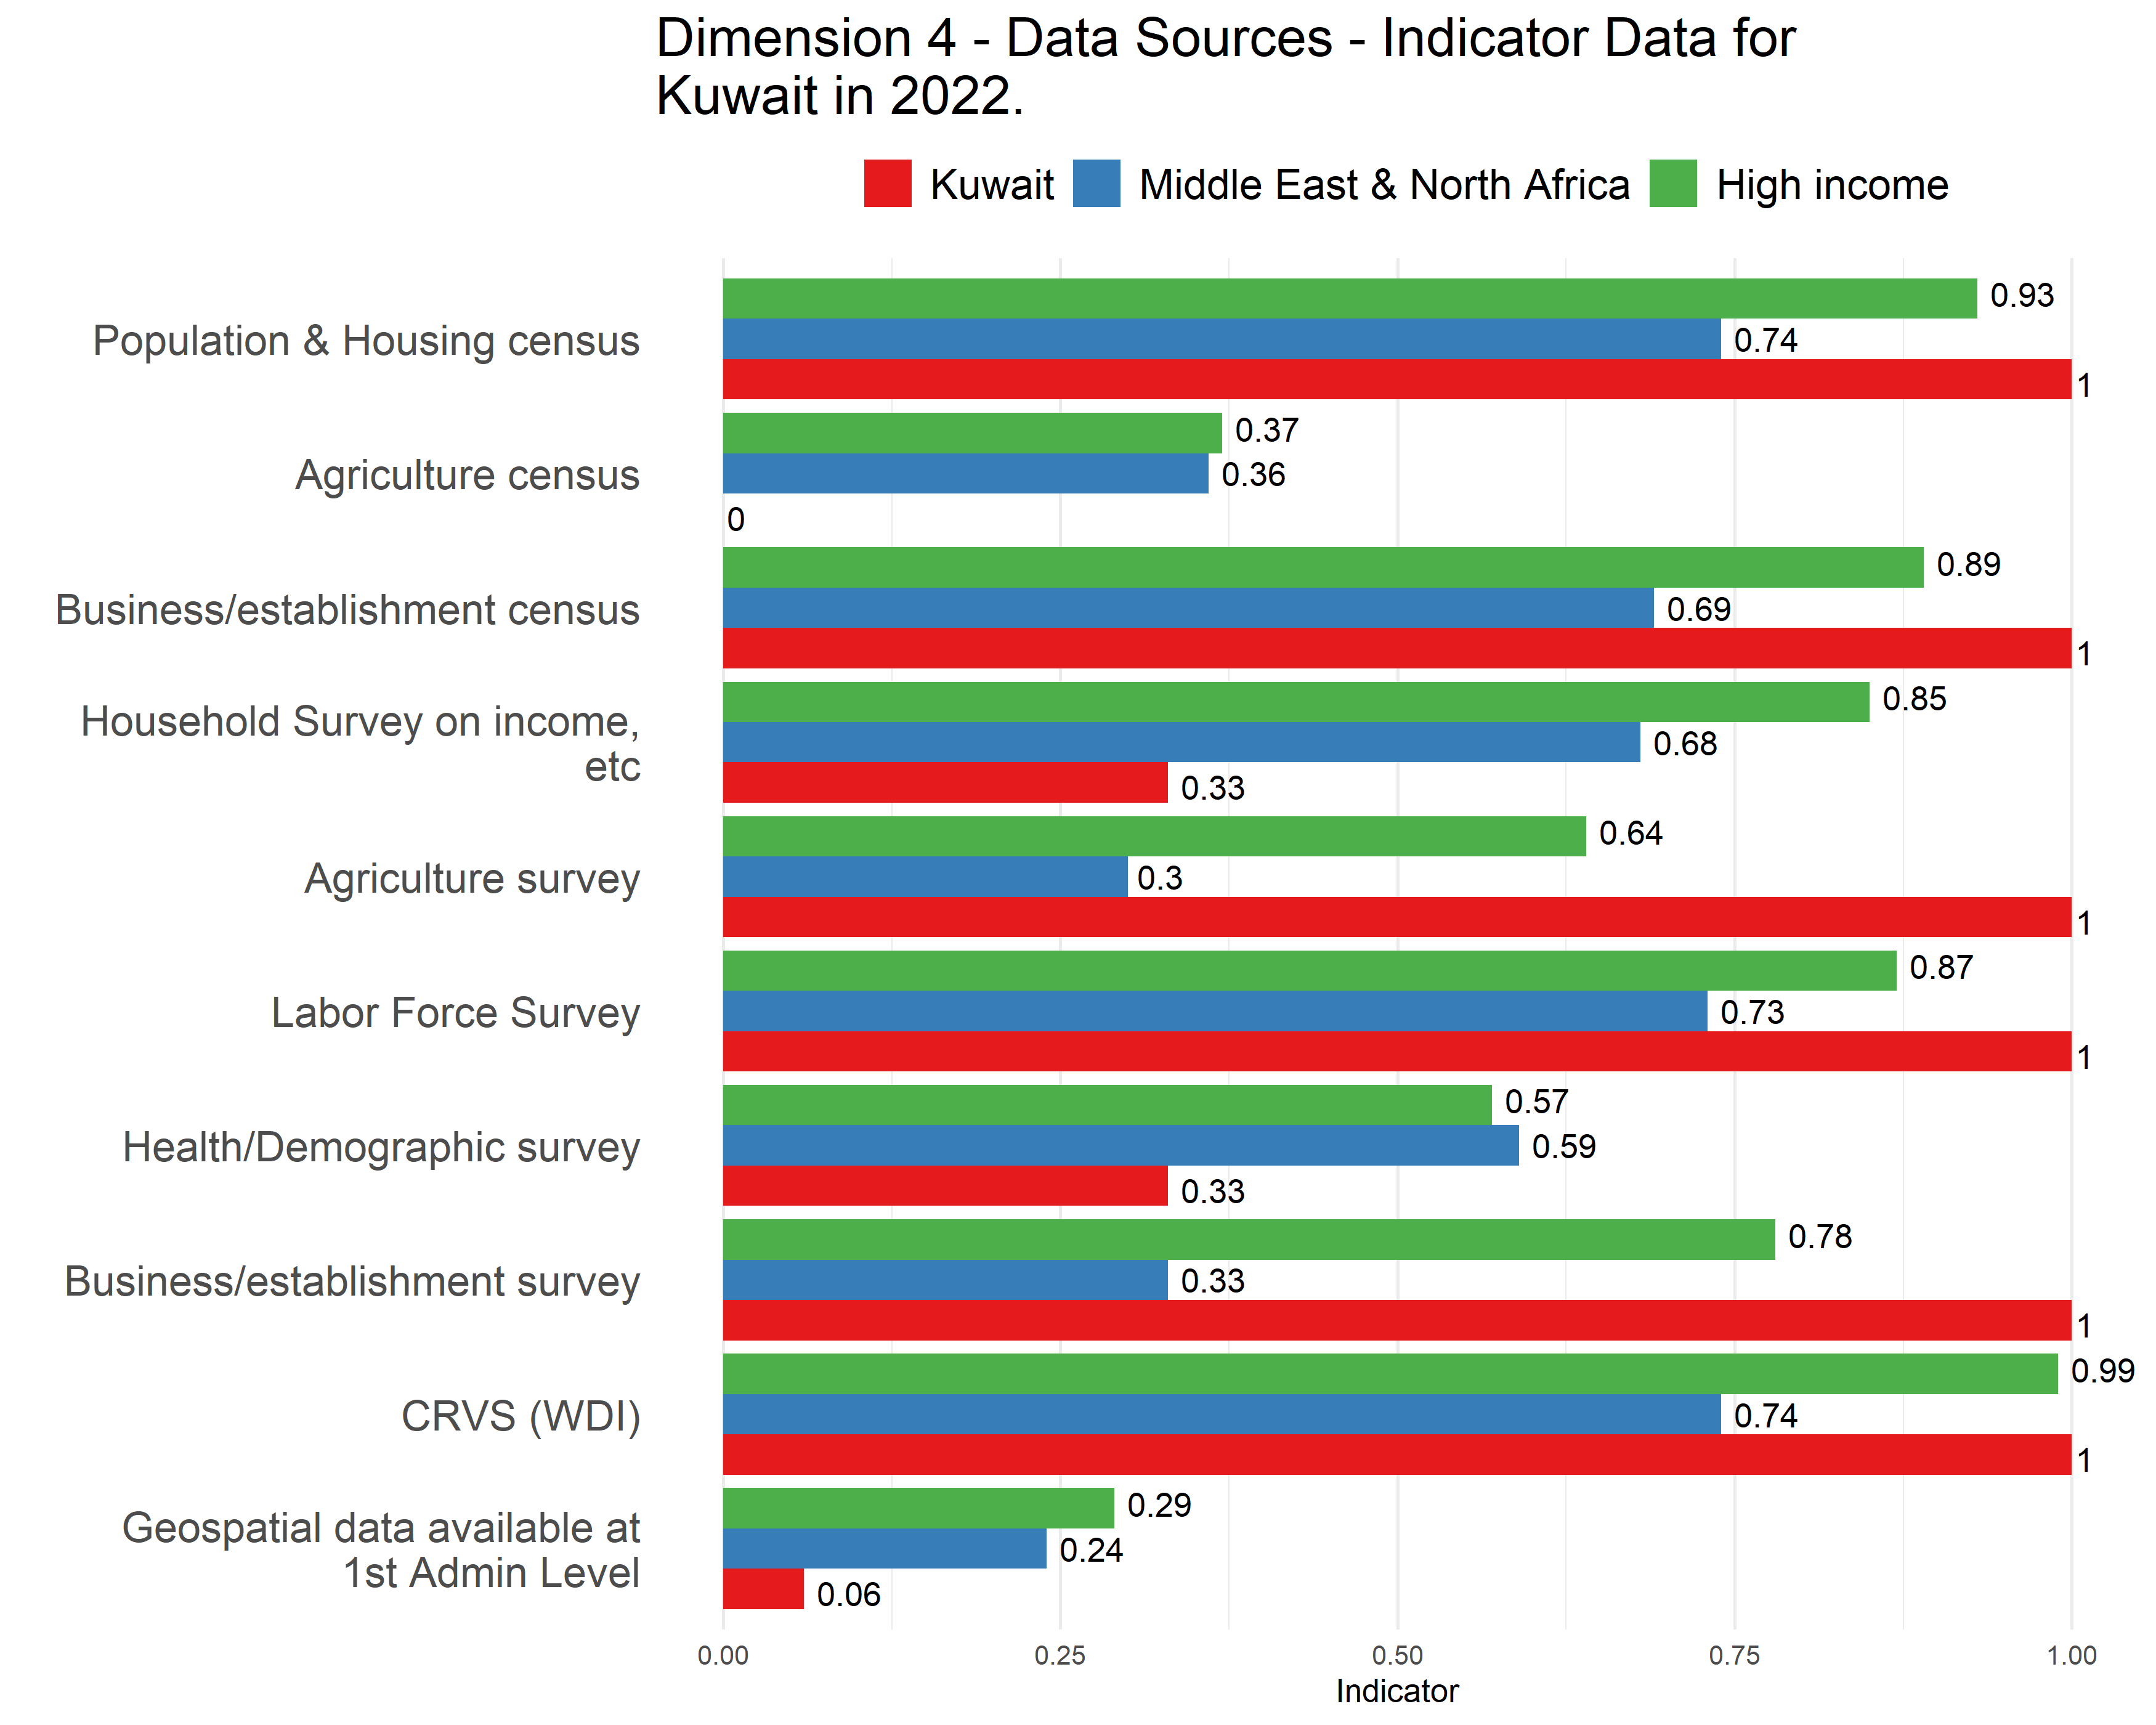 Dimension 4 - Data Sources - Indicator Data for
Kuwait in 2022.
Kuwait Middle East & North Africa High income
Population & Housing census
0.93
0.74
1
Agriculture census
0.37
0.36
0
Business/establishment census
0.89
0.69
1
Household Survey on income,
etc
0.85
0.68
0.33
Agriculture survey
0.64
0.3
1
Labor Force Survey
0.87
0.73
1
Health/Demographic survey
0.57
0.59
0.33
Business/establishment survey
0.78
0.33
1
CRVS (WDI)
0.99
0.74
1
Geospatial data available at
1st Admin Level
0.29
0.24
0.06
0.00 0.25 0.50 0.75 1.00
Indicator